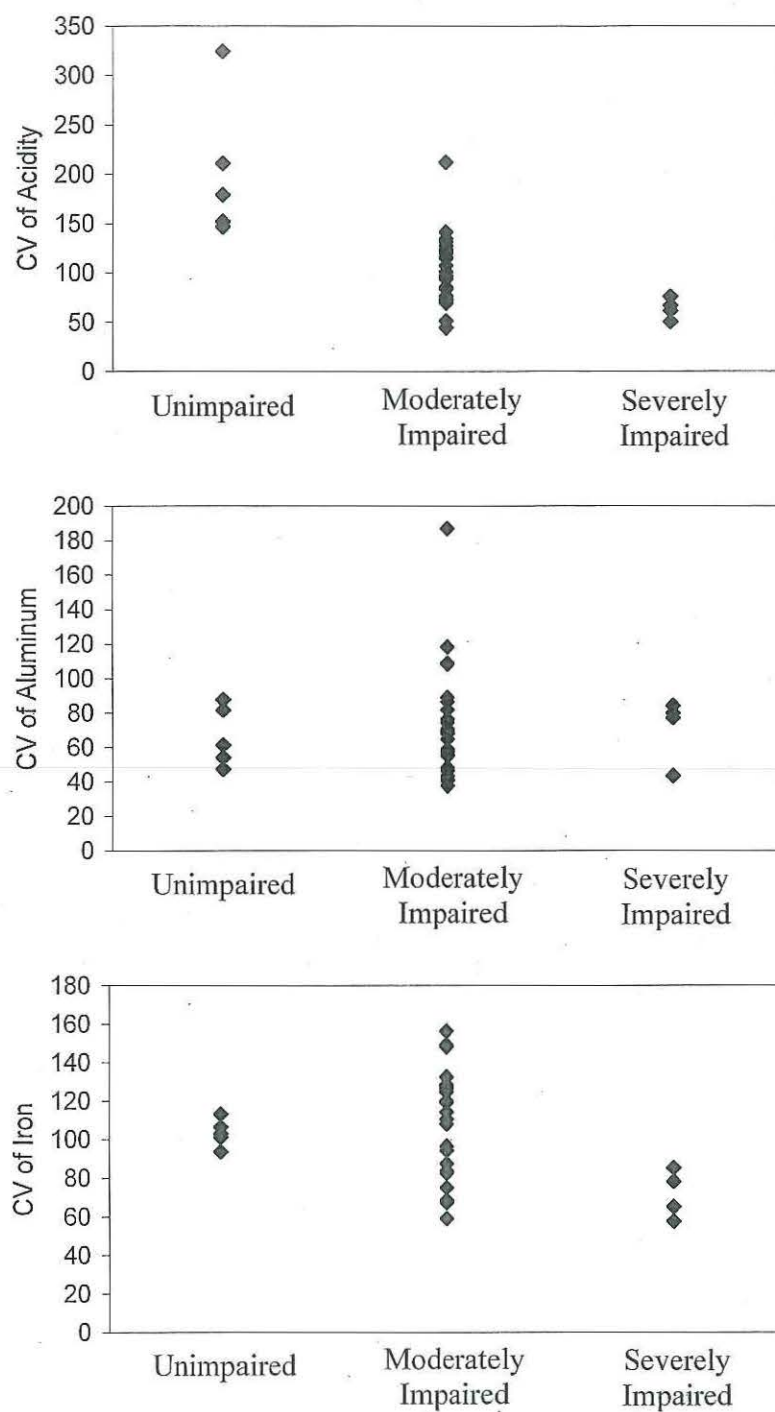 350
300
250
200
150
100
50
0
CV of Acidity
Unimpaired
Moderately
Impaired
Severely
Impaired
200
180
160
140
120
100
80
60
40
20
0
CV of Aluminum
Unimpaired
Moderately
Impaired
Severely
Impaired
180
160
140
120
100
80
60
40
20
0
CV of Iron
Unimpaired
Moderately
Impaired
Severely
Impaired